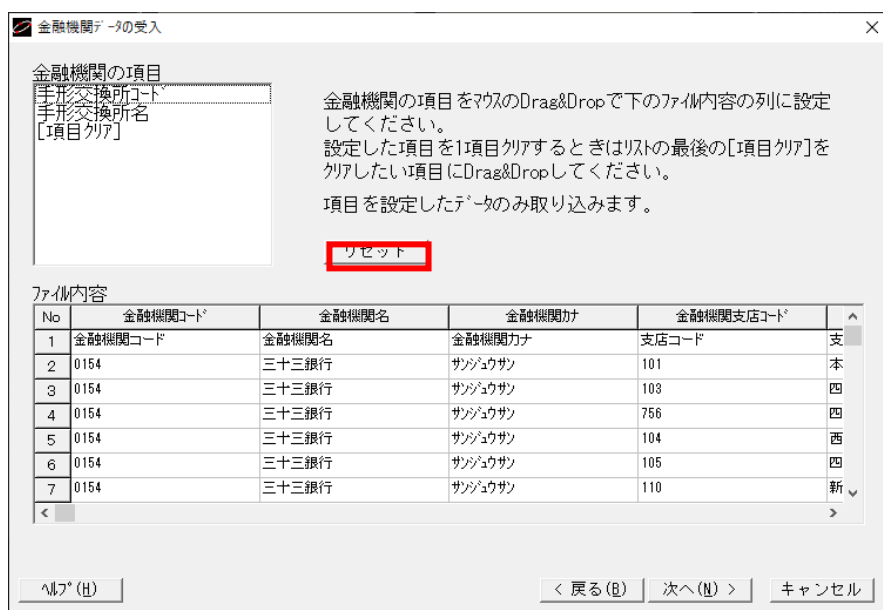 金融機関ﾃﾞｰﾀの受入
金融機関の項目
手形交換所ｺｰﾄﾞ
手形交換所名
[項目ｸﾘｱ]
金融機関の項目をﾏｳｽのDrag&Dropで下のﾌｧｲﾙ内容の列に設定
してください。
設定した項目を1項目ｸﾘｱするときはﾘｽﾄの最後の[項目ｸﾘｱ]を
ｸﾘｱしたい項目にDrag&Dropしてください。
項目を設定したﾃﾞｰﾀのみ取り込みます。
リセット
ﾌｧｲﾙ内容
No 金融機関ｺｰﾄﾞ 金融機関名 金融機関ｶﾅ 金融機関支店ｺｰﾄﾞ
1 金融機関コード 金融機関名 金融機関カナ 支店コード 支
2 0154 三十三銀行 ｻﾝｼﾞｭｳｻﾝ 101 本
3 0154 三十三銀行 ｻﾝｼﾞｭｳｻﾝ 103 四
4 0154 三十三銀行 ｻﾝｼﾞｭｳｻﾝ 756 四
5 0154 三十三銀行 ｻﾝｼﾞｭｳｻﾝ 104 西
6 0154 三十三銀行 ｻﾝｼﾞｭｳｻﾝ 105 四
7 0154 三十三銀行 ｻﾝｼﾞｭｳｻﾝ 110 新
ﾍﾙﾌﾟ(H) < 戻る(B) 次へ(N) > キャンセル